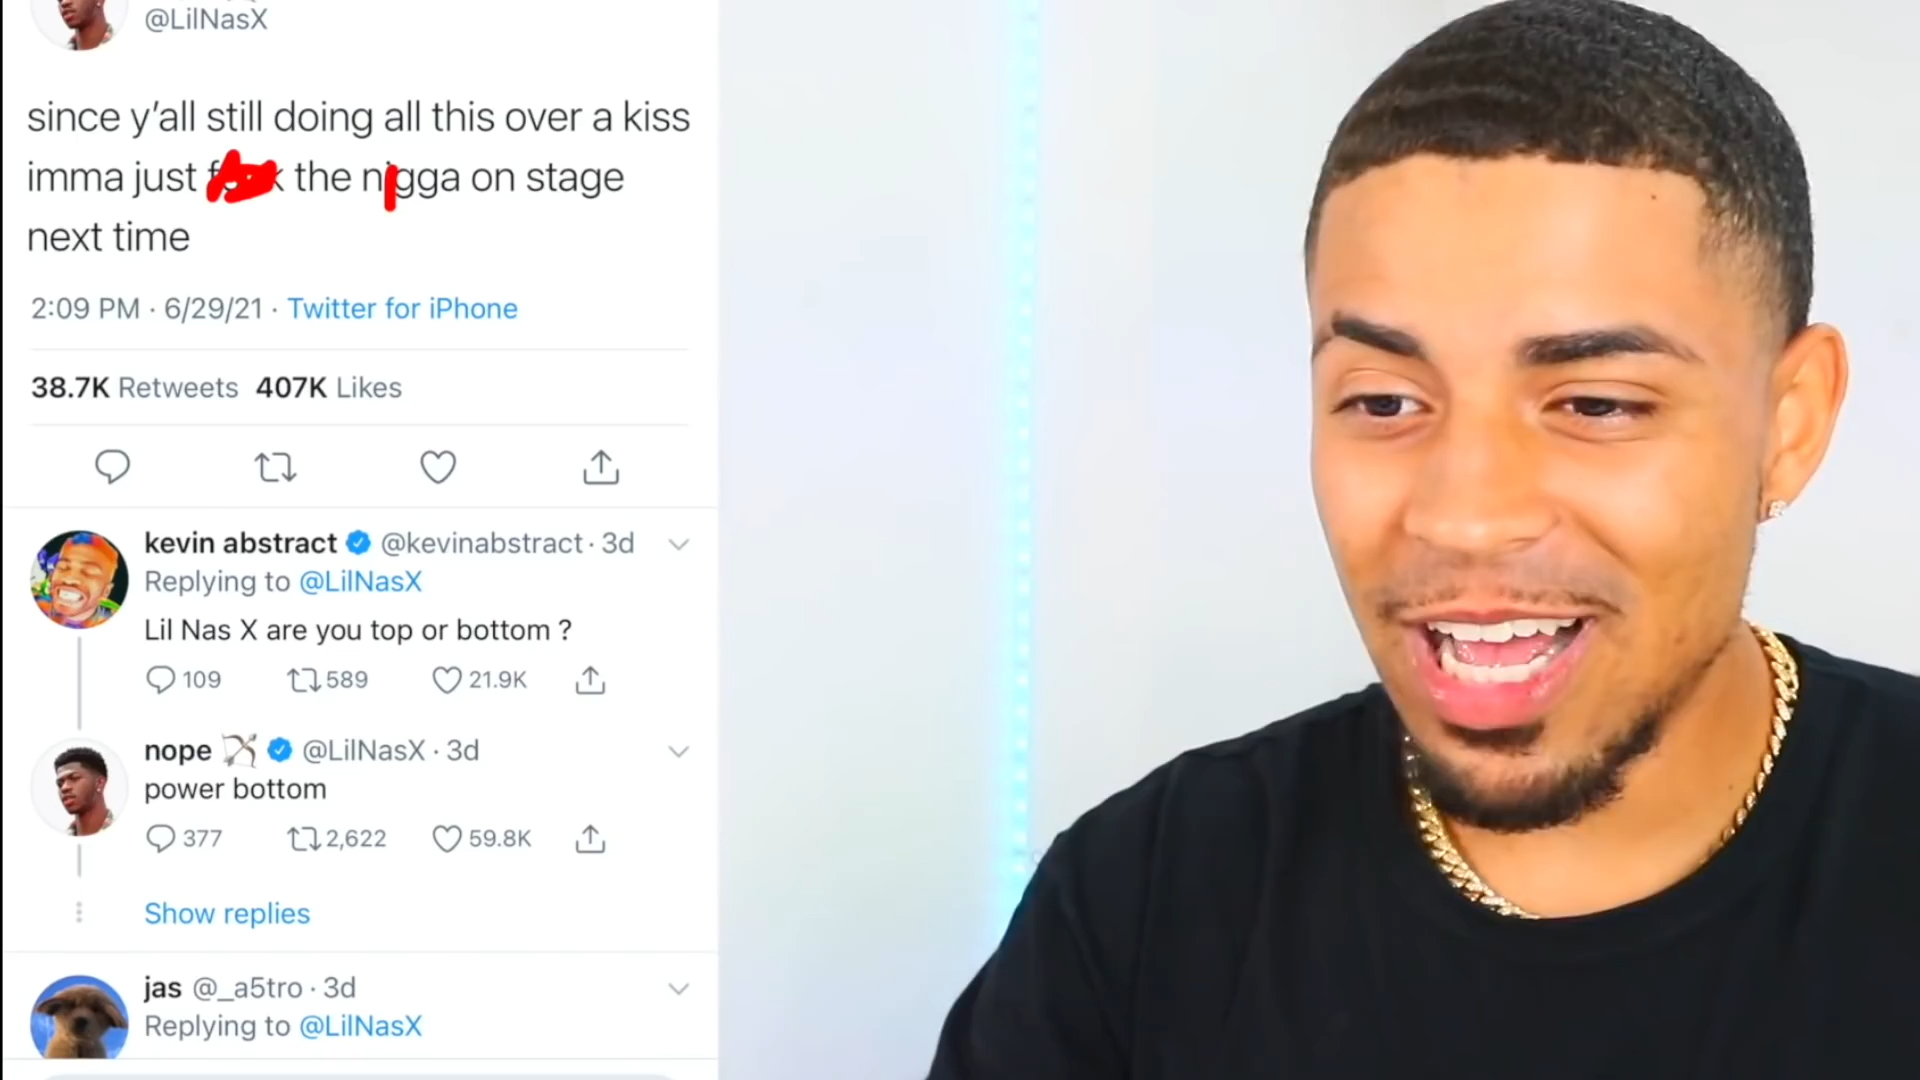 @LilNasX
since y'all still doing all this over a kiss
imma just the nigga on stage
next time
2:09 PM · 6/29/21 · Twitter for iPhone
38.7K Retweets 407K Likes
kevin abstract @kevinabstract · 3d
Replying to @LilNasX
Lil Nas X are you top or bottom ?
109 589 21.9K
nope @LilNasX · 3d
power bottom
377 2,622 59.8K
Show replies
jas @_a5tro · 3d
Replying to @LilNasX